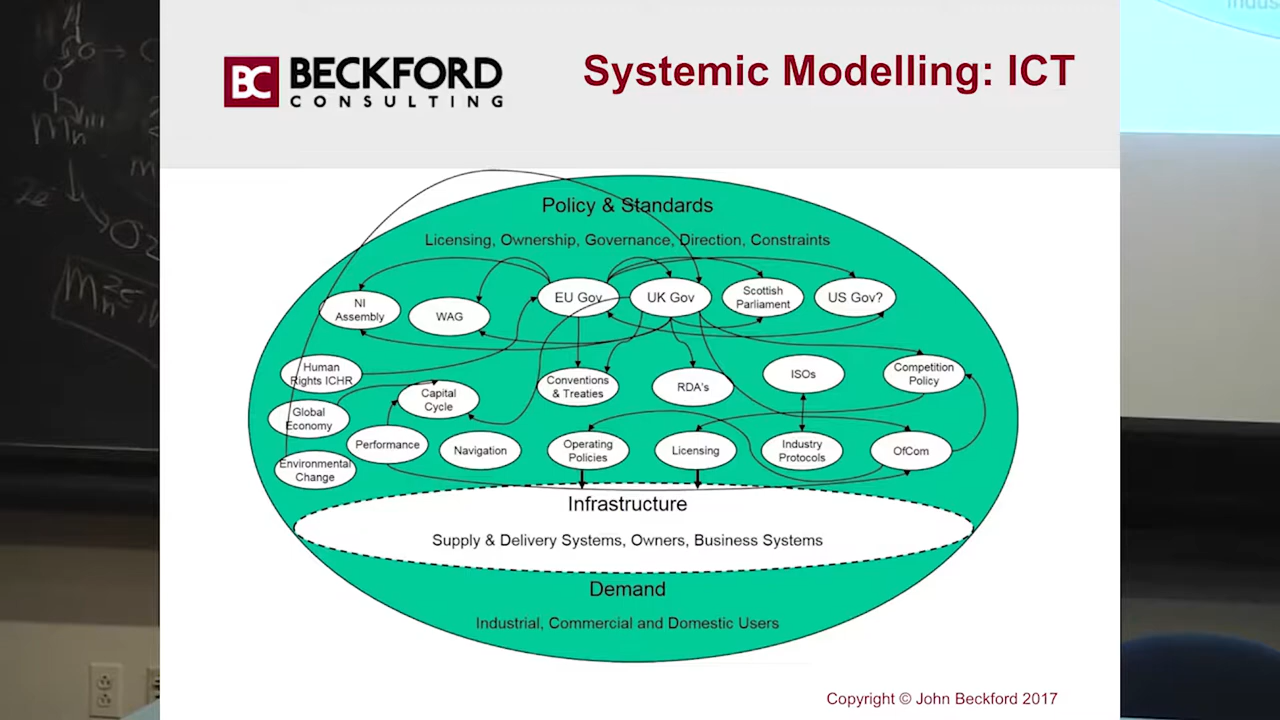 BC BECKFORD
CONSULTING
Systemic Modelling: ICT
Policy & Standards
Licensing, Ownership, Governance, Direction, Constraints
NI
Assembly
WAG
EU Gov
UK Gov
Scottish
Parliament
US Gov?
Human
Rights ICHR
Capital
Cycle
Conventions
& Treaties
RDA's
ISOs
Competition
Policy
Global
Economy
Performance
Navigation
Operating
Policies
Licensing
Industry
Protocols
OfCom
Environmental
Change
Infrastructure
Supply & Delivery Systems, Owners, Business Systems
Demand
Industrial, Commercial and Domestic Users
Copyright © John Beckford 2017